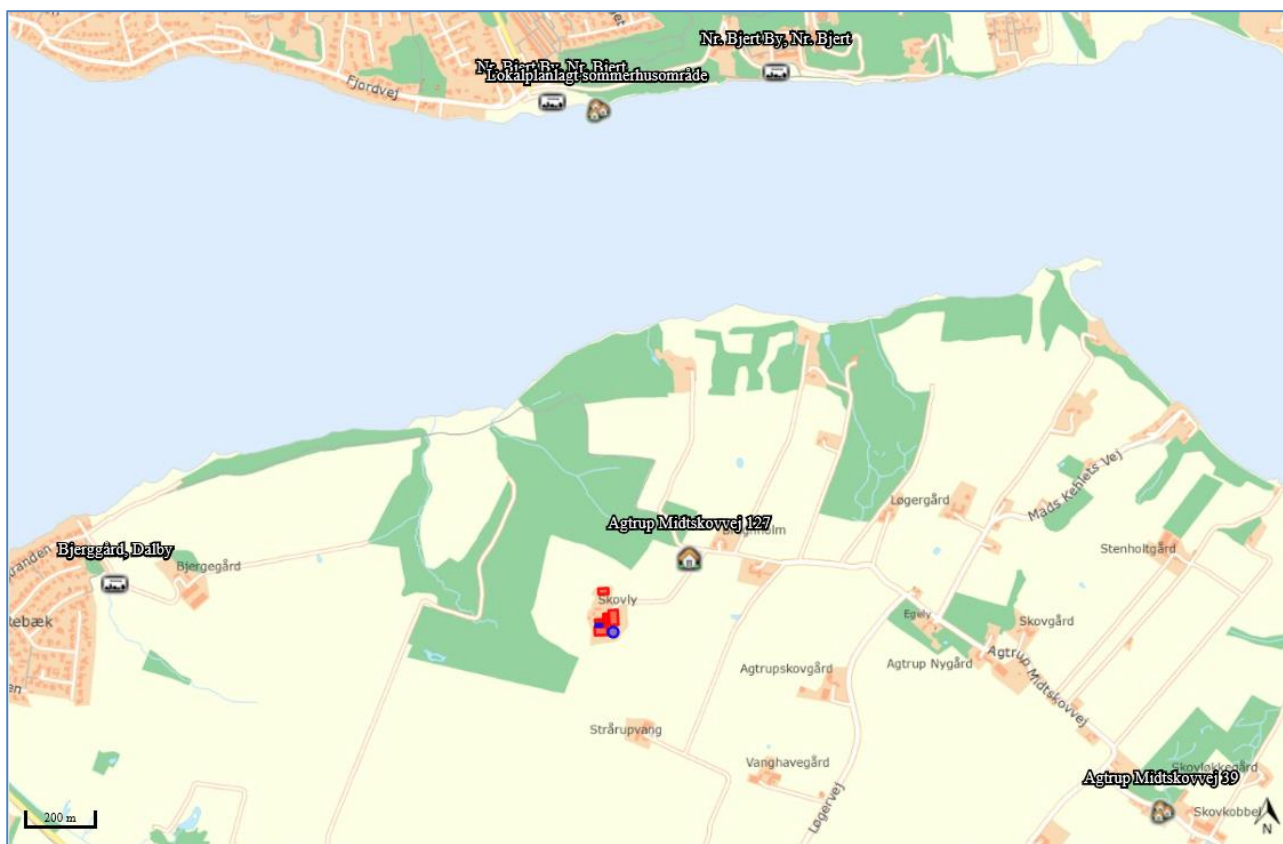 Nr. Bjert By, Nr. Bjert
Nr. Bjert By, Nr. Bjert
Lokalplanlagt sommerhusområde
Fjordvej
Mads Kehlets Vej
Løgergård
Agtrup Midtskovvej 127
Stenholtgård
Bjerggård, Dalby
Bjergegård
Skovly
Egely
Skovgård
Agtrup Nygård
Agtrupskovgård
Agtrup Midtskovvej
Strårupvang
Vanghavegård
Løgervej
Skovløkkegård
Agtrup Midtskovvej 39
Skovkobbel
200 m
N